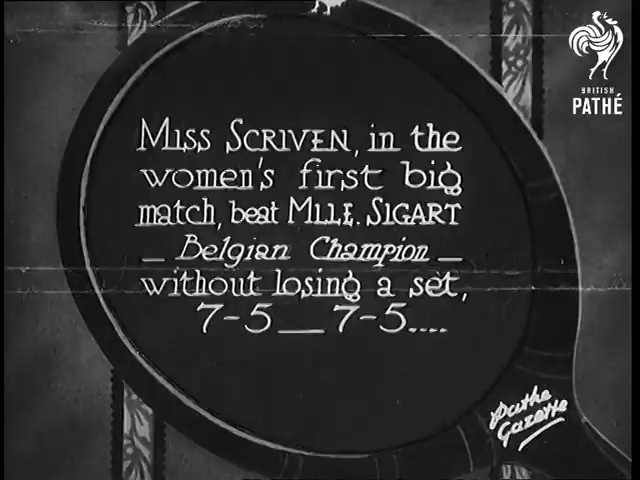 MISS SCRIVEN, in the
women's first big
match, beat MLLE. SIGART
_ Belgian Champion _
without losing a set,
7-5 __ 7-5....
Pathe
Gazette
BRITISH
PATHÉ